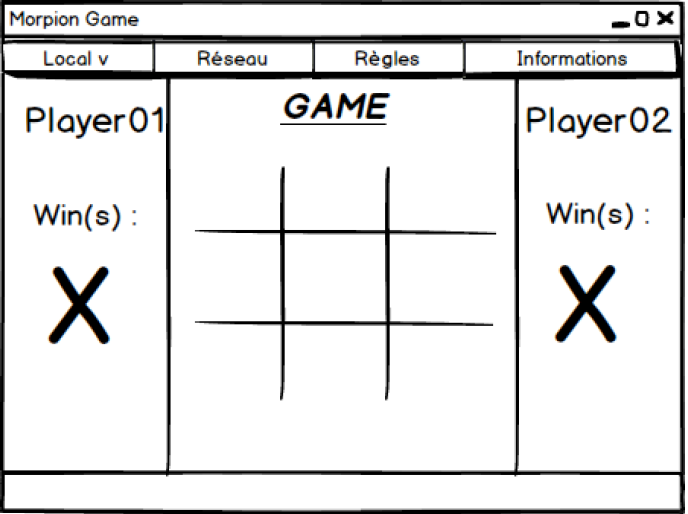 Morpion Game
Local v Réseau Règles Informations
Player01
Win(s) :
X
GAME
Player02
Win(s) :
X